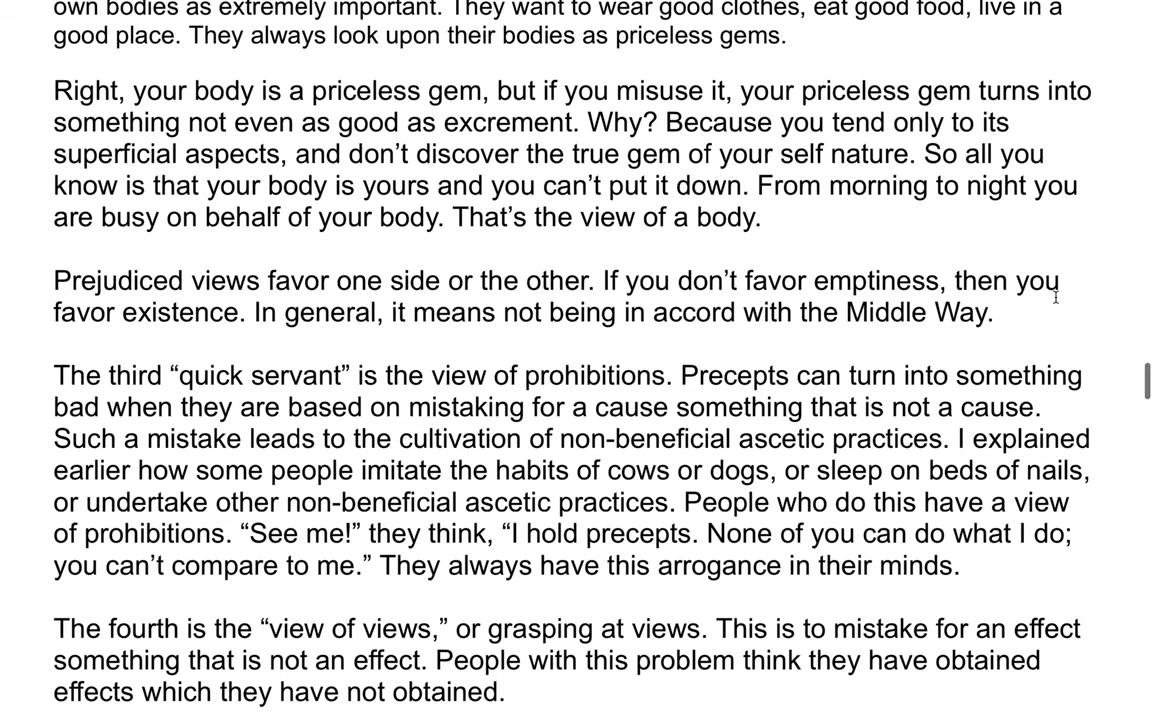 own bodies as extremely important. They want to wear good clothes, eat good food, live in a
good place. They always look upon their bodies as priceless gems.
Right, your body is a priceless gem, but if you misuse it, your priceless gem turns into
something not even as good as excrement. Why? Because you tend only to its
superficial aspects, and don’t discover the true gem of your self nature. So all you
know is that your body is yours and you can’t put it down. From morning to night you
are busy on behalf of your body. That’s the view of a body.
Prejudiced views favor one side or the other. If you don’t favor emptiness, then you
favor existence. In general, it means not being in accord with the Middle Way.
The third “quick servant” is the view of prohibitions. Precepts can turn into something
bad when they are based on mistaking for a cause something that is not a cause.
Such a mistake leads to the cultivation of non-beneficial ascetic practices. I explained
earlier how some people imitate the habits of cows or dogs, or sleep on beds of nails,
or undertake other non-beneficial ascetic practices. People who do this have a view
of prohibitions. “See me!” they think, “I hold precepts. None of you can do what I do;
you can’t compare to me.” They always have this arrogance in their minds.
The fourth is the “view of views,” or grasping at views. This is to mistake for an effect
something that is not an effect. People with this problem think they have obtained
effects which they have not obtained.